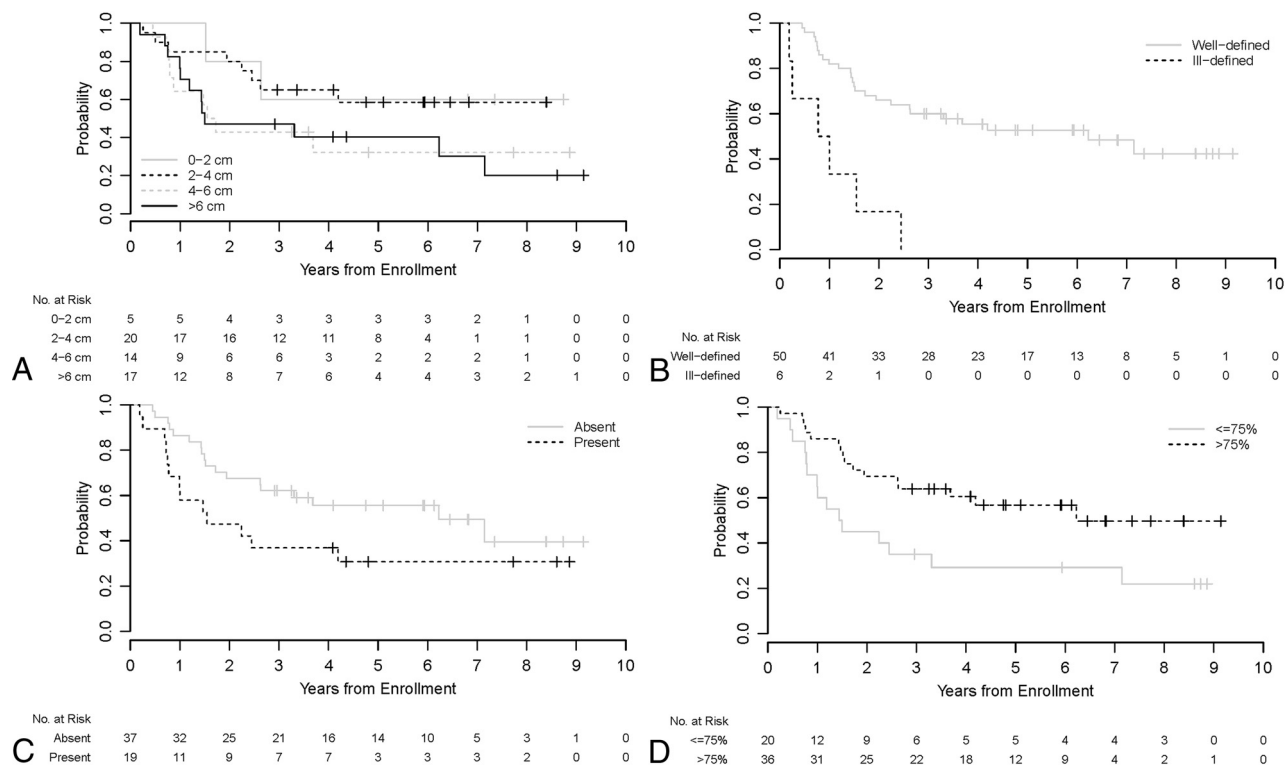 1.0
0.8
0.6
0.4
0.2
0.0
Probability
0–2 cm
2–4 cm
4–6 cm
>6 cm
0 1 2 3 4 5 6 7 8 9 10
Years from Enrollment
No. at Risk
0–2 cm 5 5 4 3 3 3 3 2 1 0 0
2–4 cm 20 17 16 12 11 8 4 1 1 0 0
4–6 cm 14 9 6 6 3 2 2 2 1 0 0
>6 cm 17 12 8 7 6 4 4 3 2 1 0
A
1.0
0.8
0.6
0.4
0.2
0.0
Probability
Well–defined
Ill–defined
0 1 2 3 4 5 6 7 8 9 10
Years from Enrollment
No. at Risk
Well–defined 50 41 33 28 23 17 13 8 5 1 0
Ill–defined 6 2 1 0 0 0 0 0 0 0 0
B
1.0
0.8
0.6
0.4
0.2
0.0
Probability
Absent
Present
0 1 2 3 4 5 6 7 8 9 10
Years from Enrollment
No. at Risk
Absent 37 32 25 21 16 14 10 5 3 1 0
Present 19 11 9 7 7 3 3 3 2 0 0
C
1.0
0.8
0.6
0.4
0.2
0.0
Probability
<=75%
>75%
0 1 2 3 4 5 6 7 8 9 10
Years from Enrollment
No. at Risk
<=75% 20 12 9 6 5 5 4 4 3 0 0
>75% 36 31 25 22 18 12 9 4 2 1 0
D